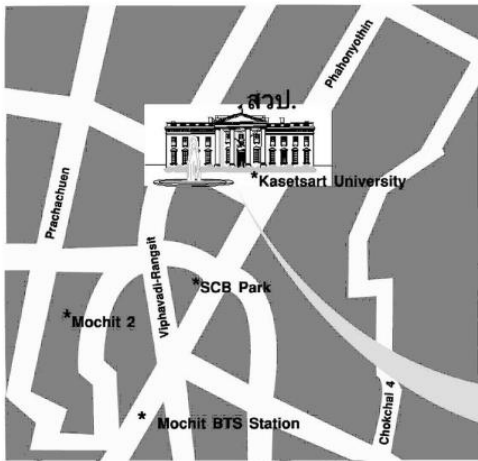 Phahonyothin
สวป.
*Kasetsart University
Prachachuen
Viphavadi-Rangsit
*SCB Park
*Mochit 2
Chokchai 4
* Mochit BTS Station